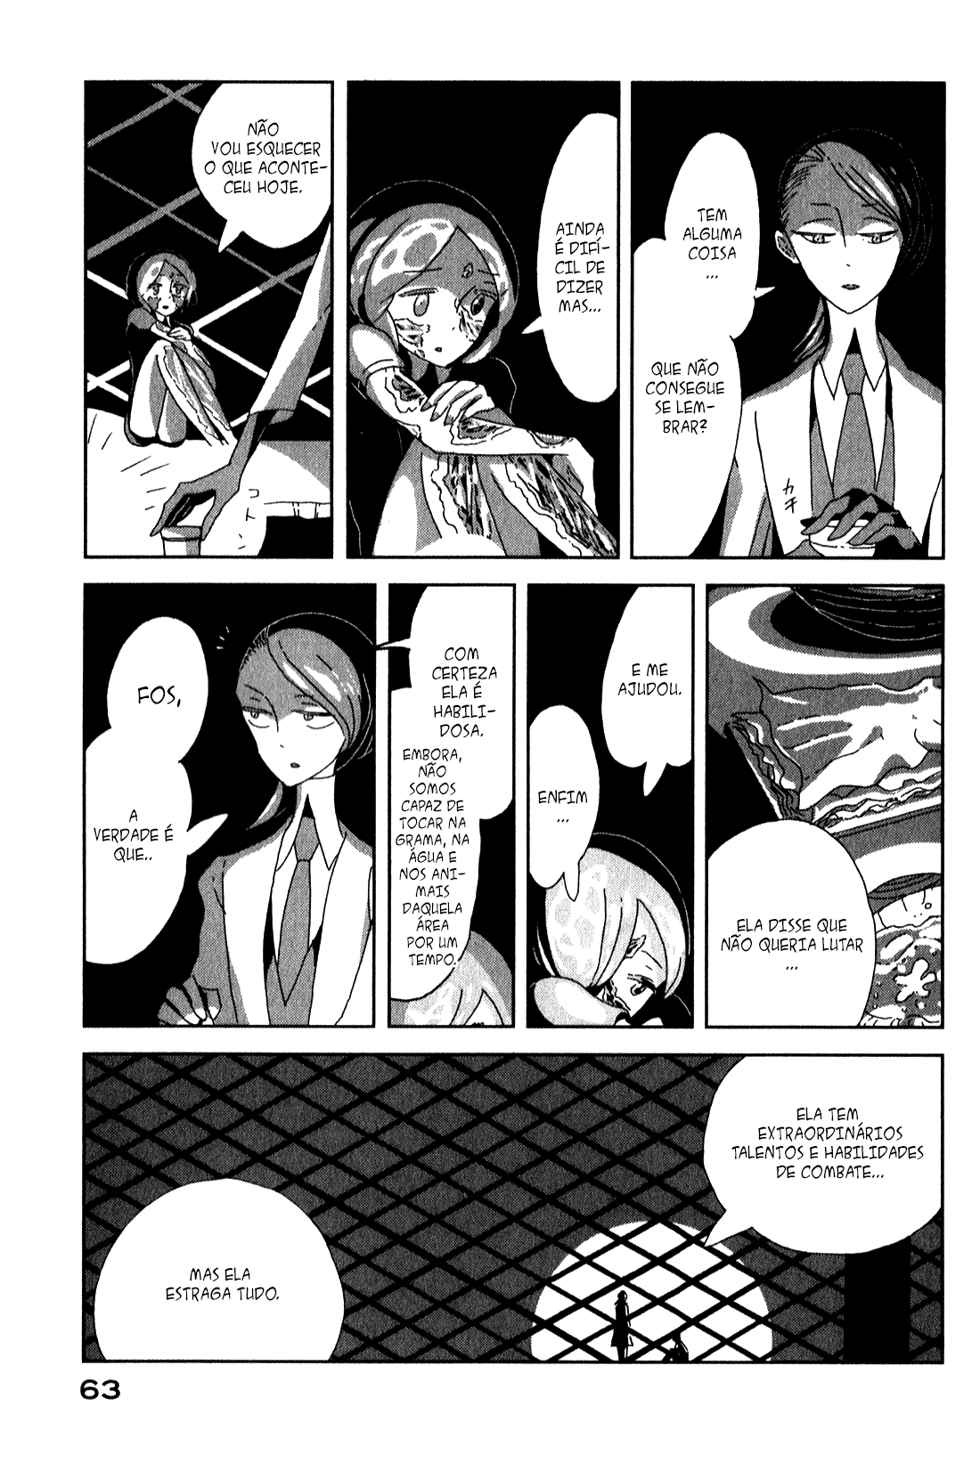 TEM
ALGUMA
COISA
...
QUE NÃO
CONSEGUE
SE LEM-
BRAR?
カ
チ
AINDA
É DIFÍ-
CIL DE
DIZER
MAS...
NÃO
VOU ESQUECER
O QUE ACONTE-
CEU HOJE.
コ
ト
ELA DISSE QUE
NÃO QUERIA LUTAR
...
E ME
AJUDOU.
ENFIM
...
COM
CERTEZA
ELA É
HABILI-
DOSA.
EMBORA,
NÃO
SOMOS
CAPAZ DE
TOCAR NA
GRAMA, NA
ÁGUA E
NOS ANI-
MAIS
DAQUELA
ÁREA
POR UM
TEMPO.
FOS,
A
VERDADE É
QUE..
ELA TEM
EXTRAORDINÁRIOS
TALENTOS E HABILIDADES
DE COMBATE...
MAS ELA
ESTRAGA TUDO.
63